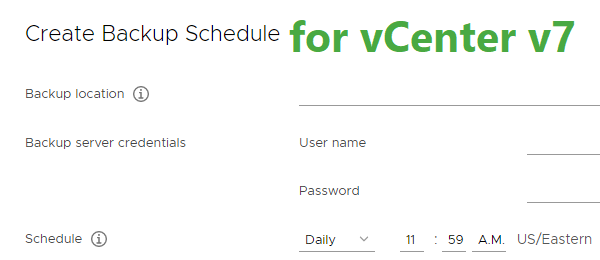 Create Backup Schedule for vCenter v7
Backup location
Backup server credentials User name
Password
Schedule Daily 11 : 59 A.M. US/Eastern